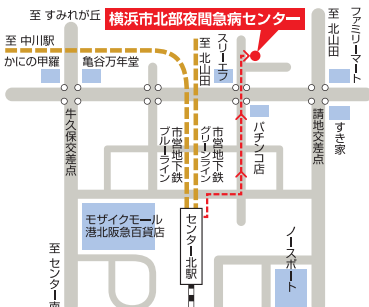 至 すみれが丘
横浜市北部夜間急病センター
至 中川駅
かにの甲羅
亀谷万年堂
至 北山田
スリーエフ
至 北山田
ファミリーマート
牛久保交差点
市営地下鉄
ブルーライン
市営地下鉄
グリーンライン
パチンコ店
請地交差点
すき家
モザイクモール
港北阪急百貨店
センター北駅
ノースポート
至 センター南